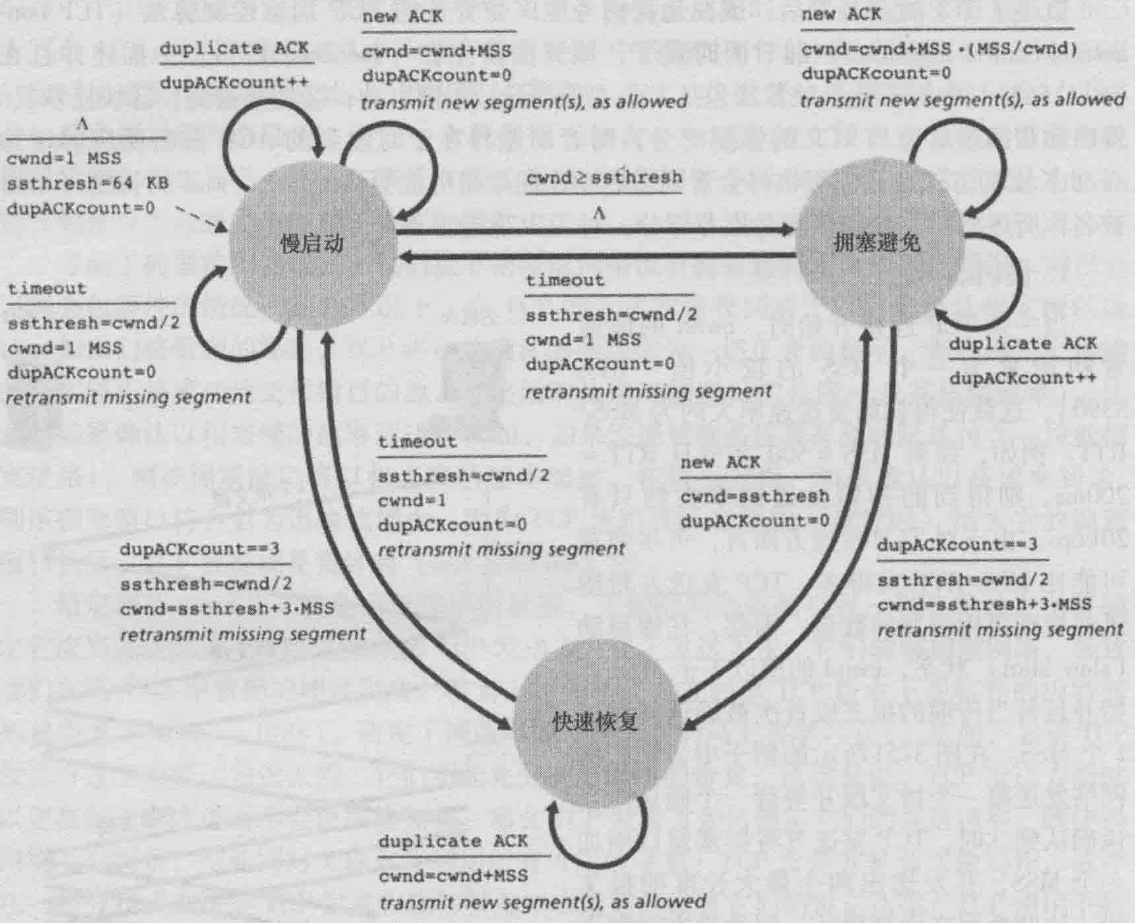 new ACK
cwnd=cwnd+MSS
dupACKcount=0
transmit new segment(s), as allowed
duplicate ACK
dupACKcount++
new ACK
cwnd=cwnd+MSS·(MSS/cwnd)
dupACKcount=0
transmit new segment(s), as allowed
Λ
cwnd=1 MSS
ssthresh=64 KB
dupACKcount=0
慢启动
cwnd≥ssthresh
Λ
拥塞避免
timeout
ssthresh=cwnd/2
cwnd=1 MSS
dupACKcount=0
retransmit missing segment
timeout
ssthresh=cwnd/2
cwnd=1 MSS
dupACKcount=0
retransmit missing segment
duplicate ACK
dupACKcount++
timeout
ssthresh=cwnd/2
cwnd=1
dupACKcount=0
retransmit missing segment
new ACK
cwnd=ssthresh
dupACKcount=0
dupACKcount==3
ssthresh=cwnd/2
cwnd=ssthresh+3·MSS
retransmit missing segment
dupACKcount==3
ssthresh=cwnd/2
cwnd=ssthresh+3·MSS
retransmit missing segment
快速恢复
duplicate ACK
cwnd=cwnd+MSS
transmit new segment(s), as allowed